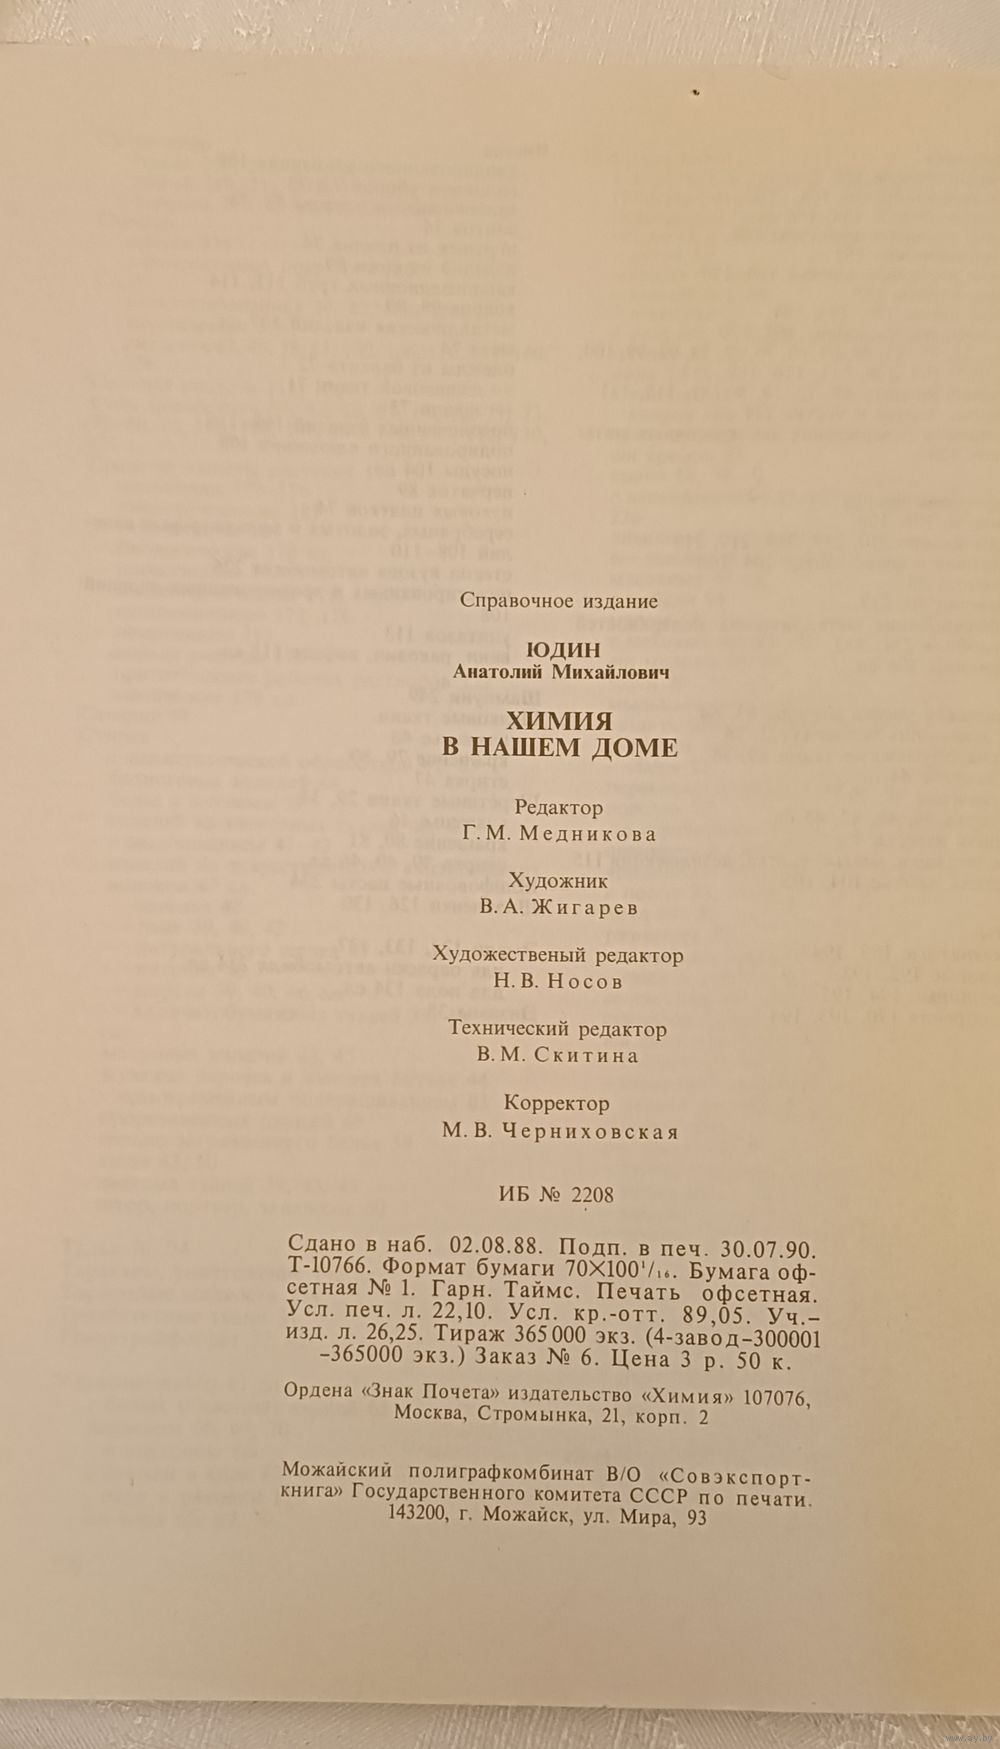 Справочное издание
ЮДИН
Анатолий Михайлович
ХИМИЯ
В НАШЕМ ДОМЕ
Редактор
Г. М. Медникова
Художник
В. А. Жигарев
Художественый редактор
Н. В. Носов
Технический редактор
В. М. Скитина
Корректор
М. В. Черниховская
ИБ № 2208
Сдано в наб. 02.08.88. Подп. в печ. 30.07.90.
Т-10766. Формат бумаги 70×100¹/₁₆. Бумага оф-
сетная № 1. Гарн. Таймс. Печать офсетная.
Усл. печ. л. 22,10. Усл. кр.-отт. 89,05. Уч.-
изд. л. 26,25. Тираж 365 000 экз. (4-завод–300001
–365000 экз.) Заказ № 6. Цена 3 р. 50 к.
Ордена «Знак Почета» издательство «Химия» 107076,
Москва, Стромынка, 21, корп. 2
Можайский полиграфкомбинат В/О «Совэкспорт-
книга» Государственного комитета СССР по печати.
143200, г. Можайск, ул. Мира, 93
www.ay.by